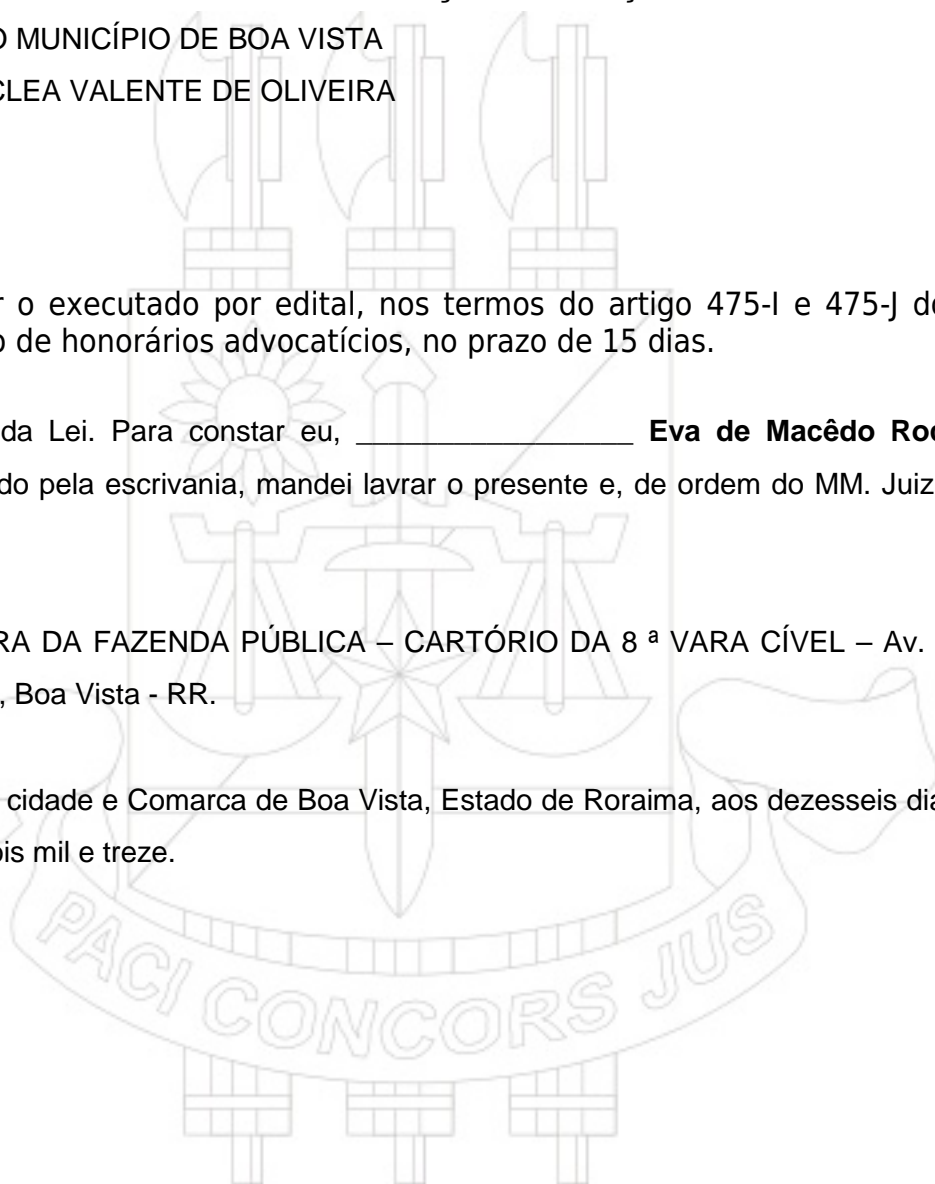 O MUNICÍPIO DE BOA VISTA
CLEA VALENTE DE OLIVEIRA
r o executado por edital, nos termos do artigo 475-I e 475-J d
o de honorários advocatícios, no prazo de 15 dias.
da Lei. Para constar eu, __________________ Eva de Macêdo Ro
do pela escrivania, mandei lavrar o presente e, de ordem do MM. Juiz
RA DA FAZENDA PÚBLICA – CARTÓRIO DA 8 ª VARA CÍVEL – Av.
, Boa Vista - RR.
cidade e Comarca de Boa Vista, Estado de Roraima, aos dezesseis dia
is mil e treze.
PACI CONCORS JUS